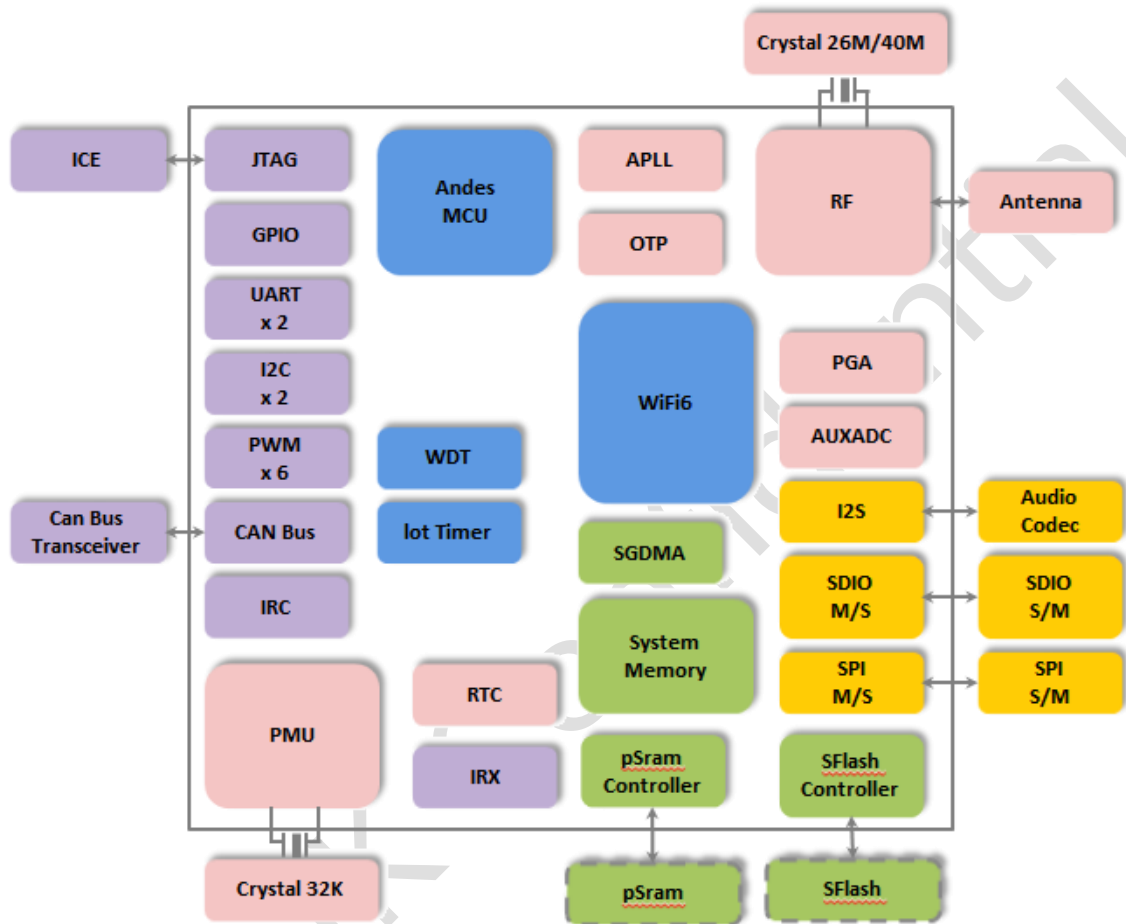 Crystal 26M/40M
ICE
JTAG
Andes
MCU
APLL
RF
Antenna
GPIO
OTP
UART
x 2
I2C
x 2
WiFi6
PGA
PWM
x 6
WDT
AUXADC
Can Bus
Transceiver
CAN Bus
lot Timer
I2S
Audio
Codec
SGDMA
IRC
SDIO
M/S
SDIO
S/M
System
Memory
SPI
M/S
SPI
S/M
PMU
RTC
IRX
pSram
Controller
SFlash
Controller
Crystal 32K
pSram
SFlash